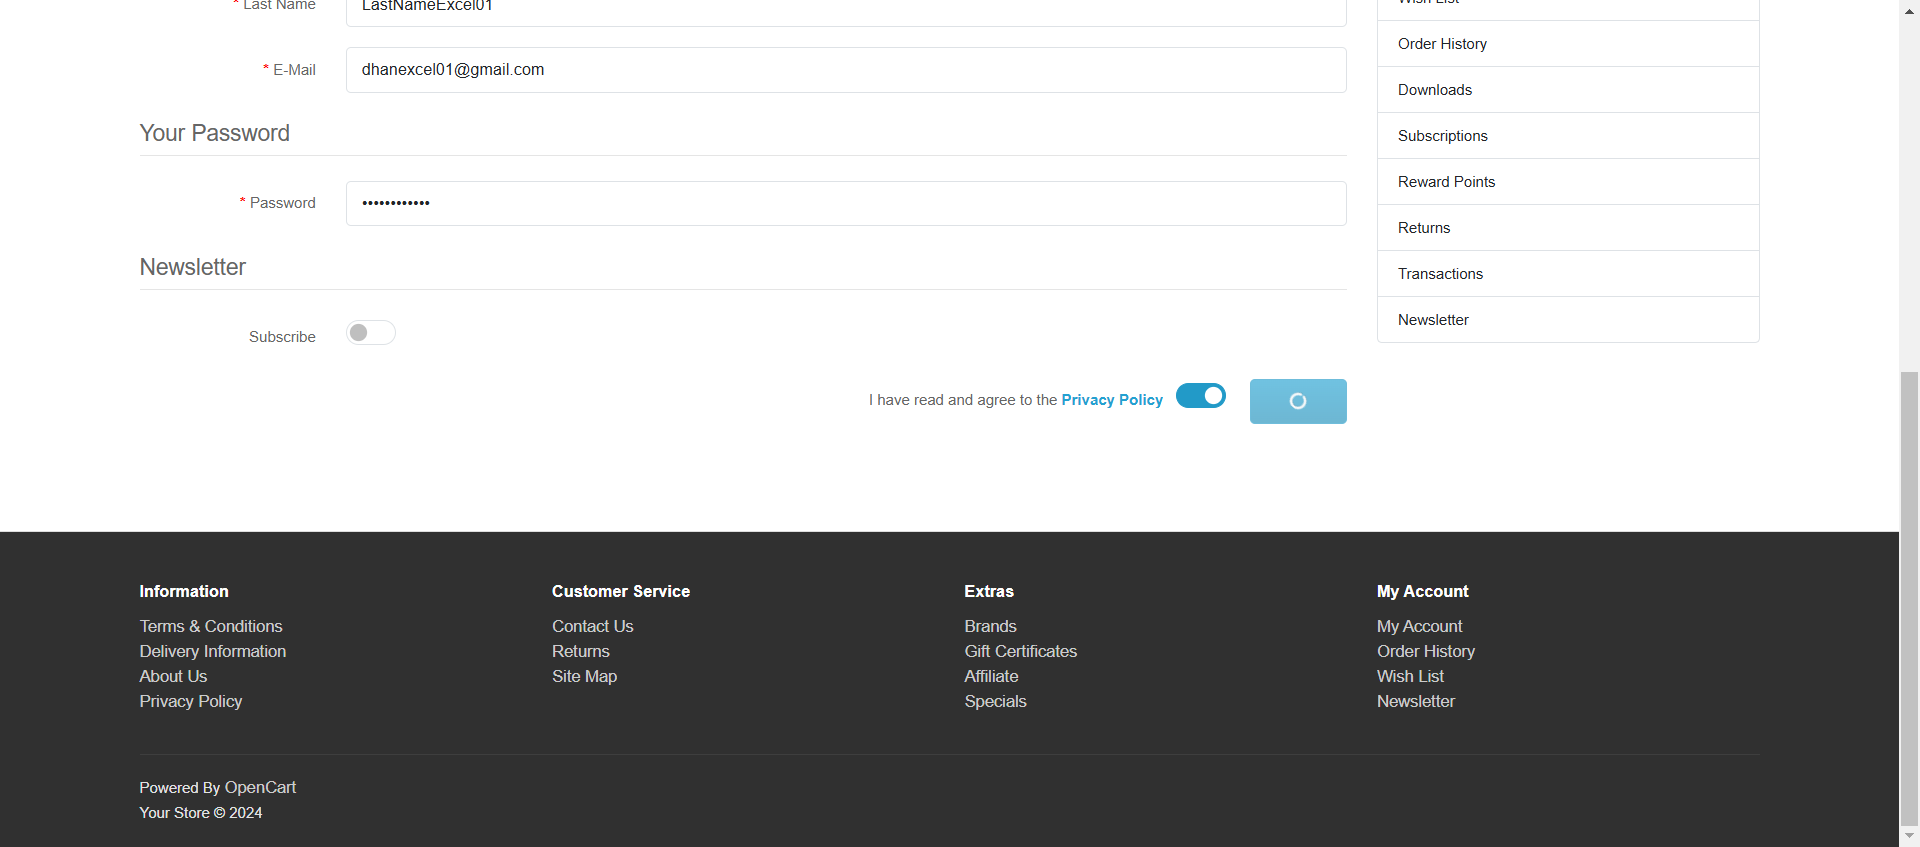 * Last Name
LastNameExcel01
* E-Mail
dhanexcel01@gmail.com
Your Password
* Password
••••••••••••
Newsletter
Subscribe
I have read and agree to the Privacy Policy
Wish List
Order History
Downloads
Subscriptions
Reward Points
Returns
Transactions
Newsletter
Information
Terms & Conditions
Delivery Information
About Us
Privacy Policy
Customer Service
Contact Us
Returns
Site Map
Extras
Brands
Gift Certificates
Affiliate
Specials
My Account
My Account
Order History
Wish List
Newsletter
Powered By OpenCart
Your Store © 2024